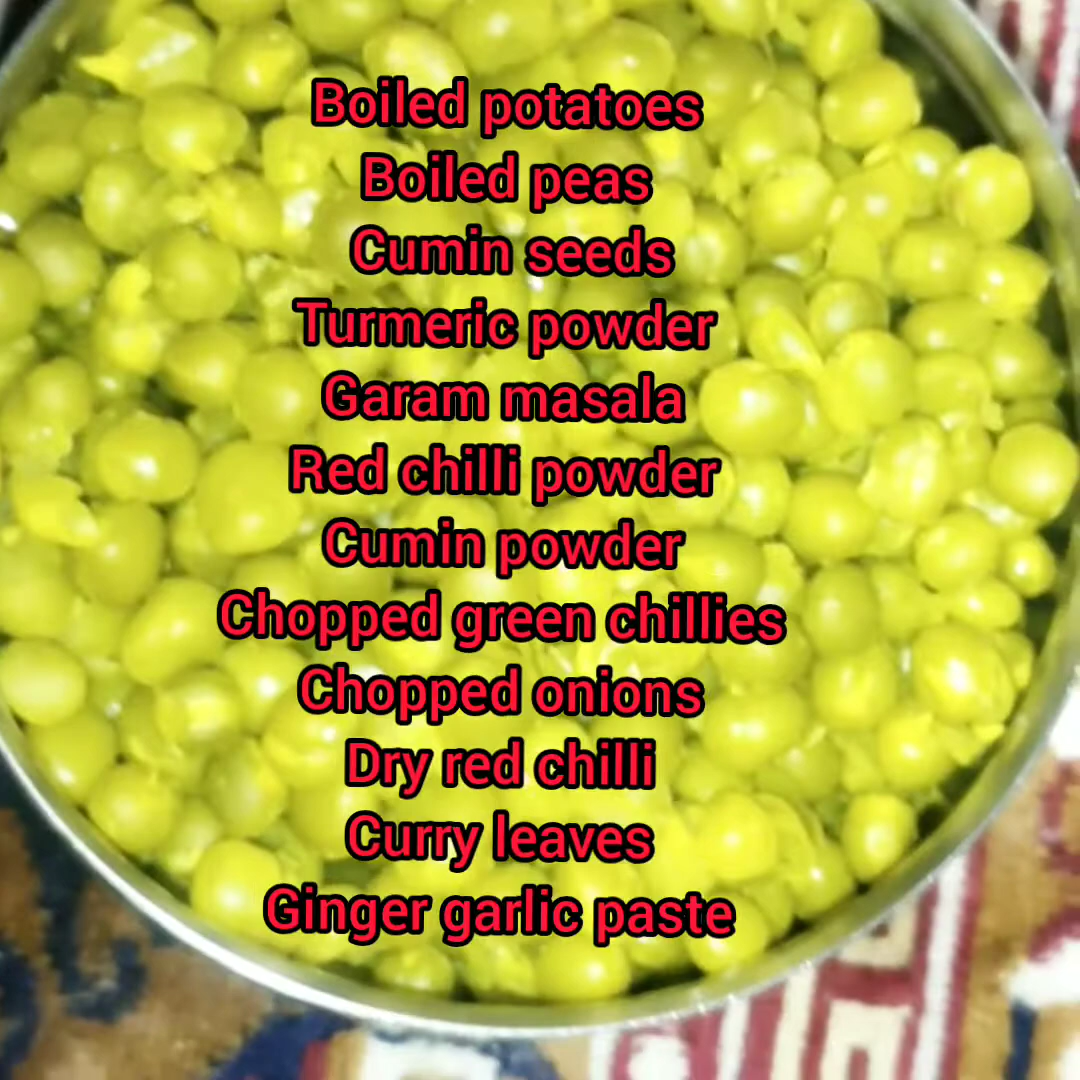 Boiled potatoes
Boiled peas
Cumin seeds
Turmeric powder
Garam masala
Red chilli powder
Cumin powder
Chopped green chillies
Chopped onions
Dry red chilli
Curry leaves
Ginger garlic paste